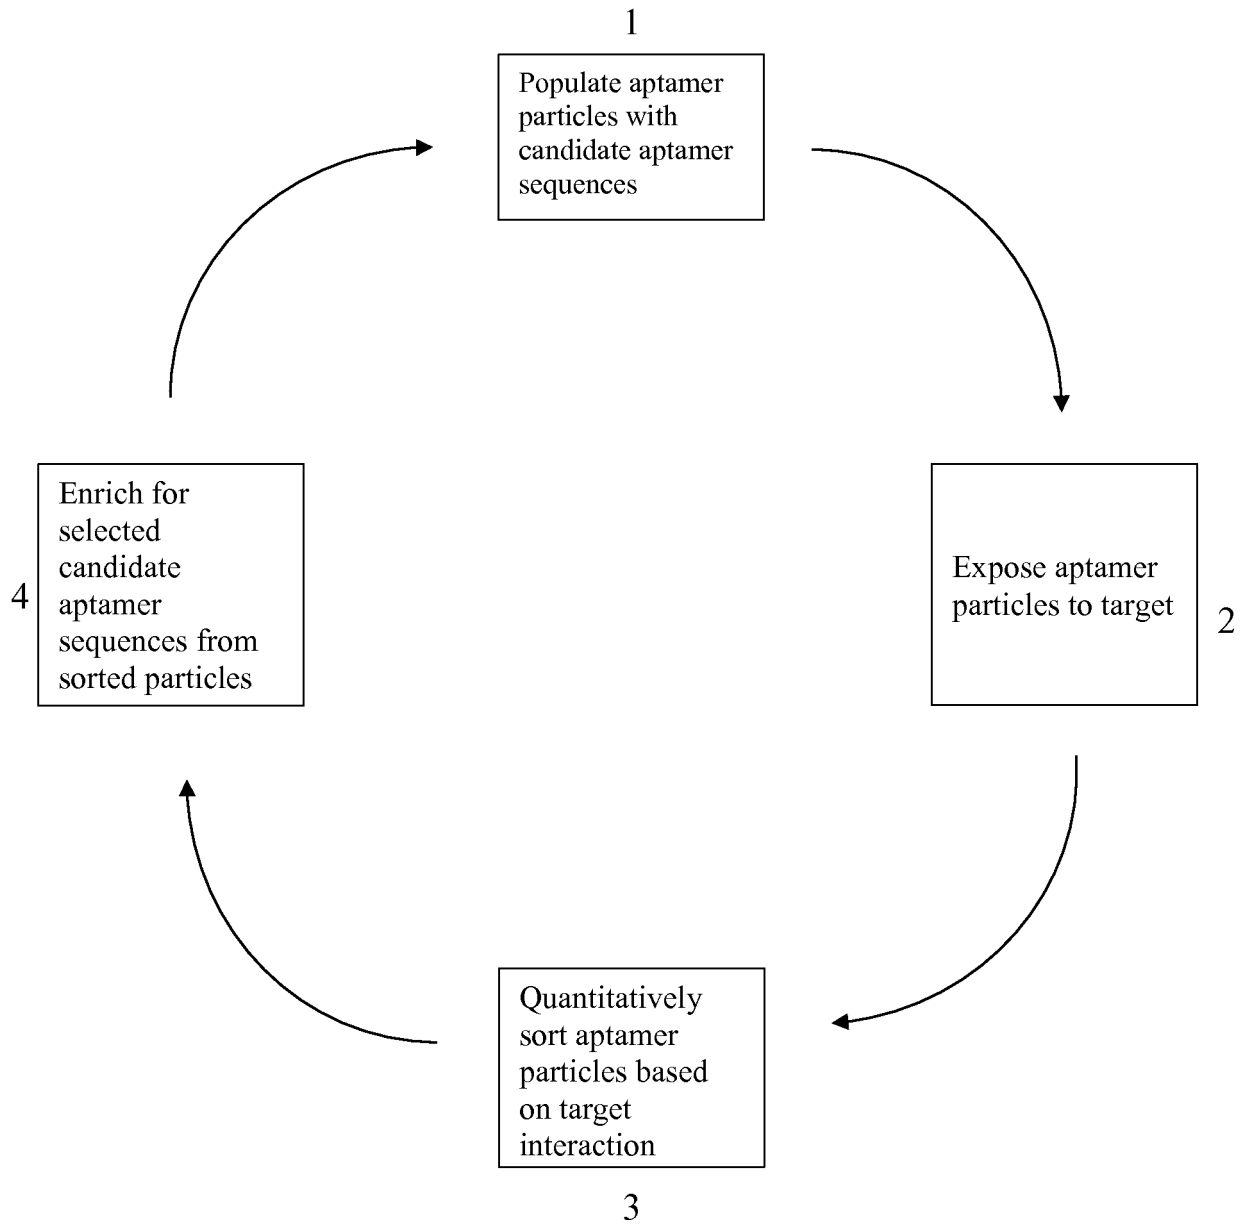 1
Populate aptamer
particles with
candidate aptamer
sequences
Expose aptamer
particles to target
2
Quantitatively
sort aptamer
particles based
on target
interaction
3
Enrich for
selected
candidate
aptamer
sequences from
sorted particles
4